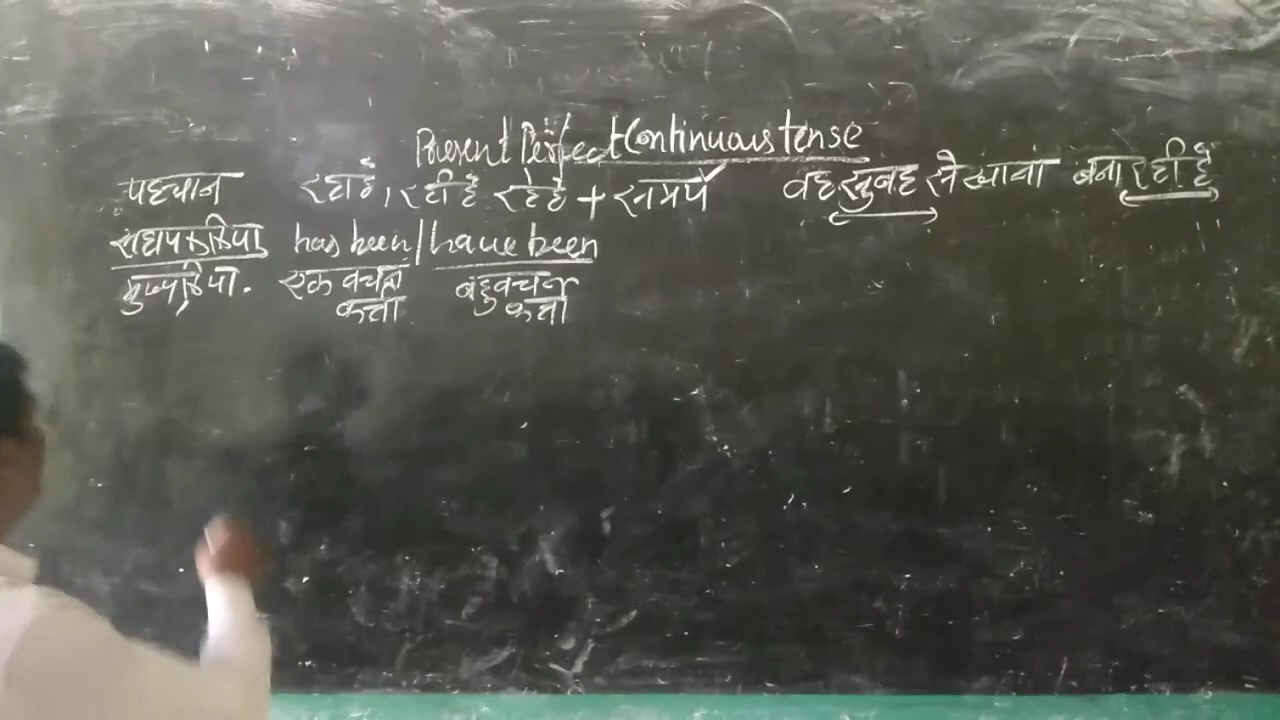 Present Perfect Continuous tense
पहचान रहा है, रही है रहे है + समय वह सुबह से खाना बना रही है
सहायक क्रिया has been / have been
मुख्य क्रिया. एक वचन बहुवचन
कर्ता कर्ता